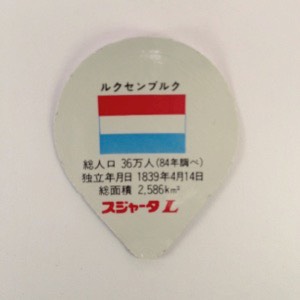 ルクセンブルク
総人口 36万人(84年調べ)
独立年月日 1839年4月14日
総面積 2,586km²
スジャータ L